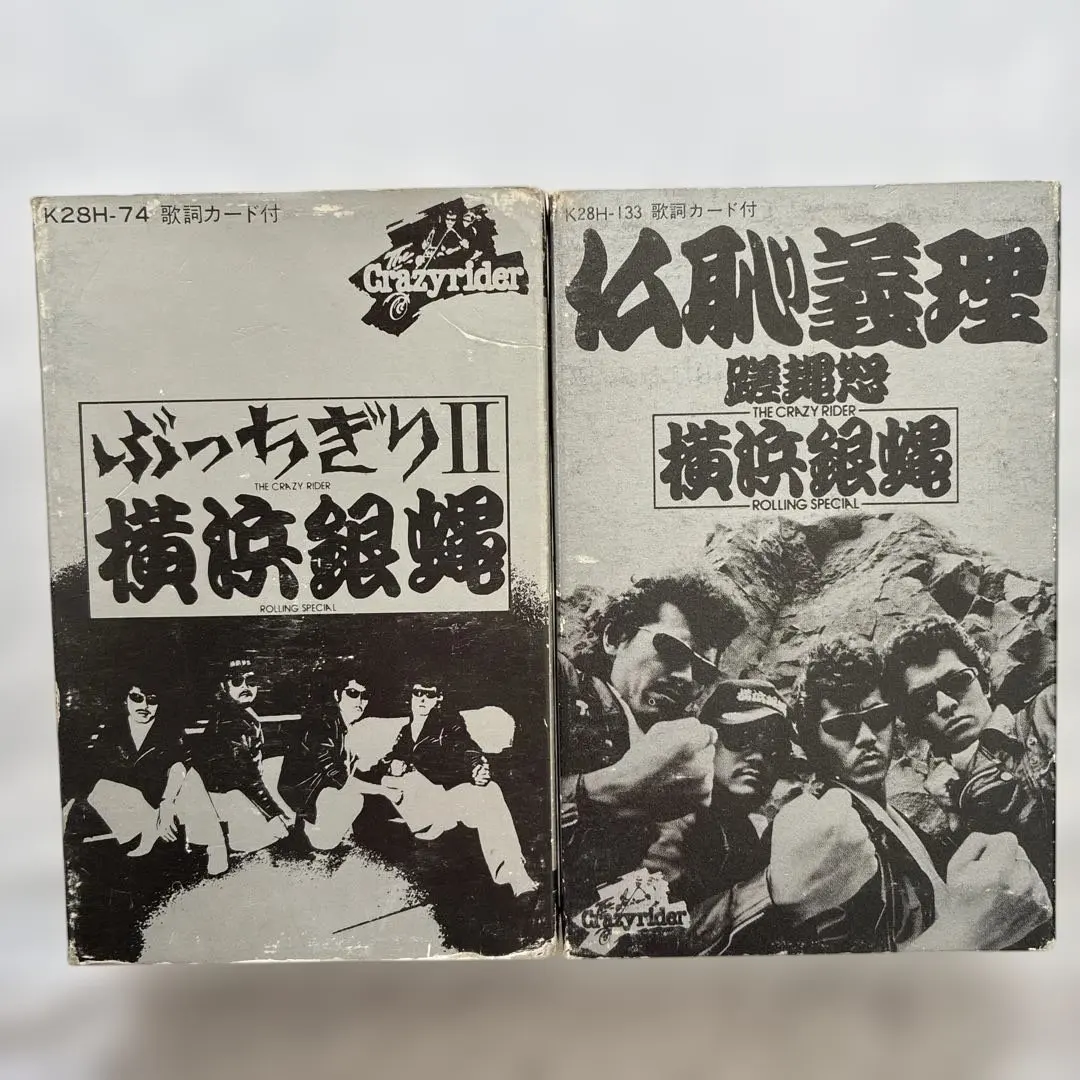 K28H-74 歌詞カード付
The
Crazyrider
ぶっちぎりII
THE CRAZY RIDER
横浜銀蝿
ROLLING SPECIAL
K28H-133 歌詞カード付
仏恥義理
蹉蠅怒
THE CRAZY RIDER
横浜銀蝿
ROLLING SPECIAL
The
Crazyrider